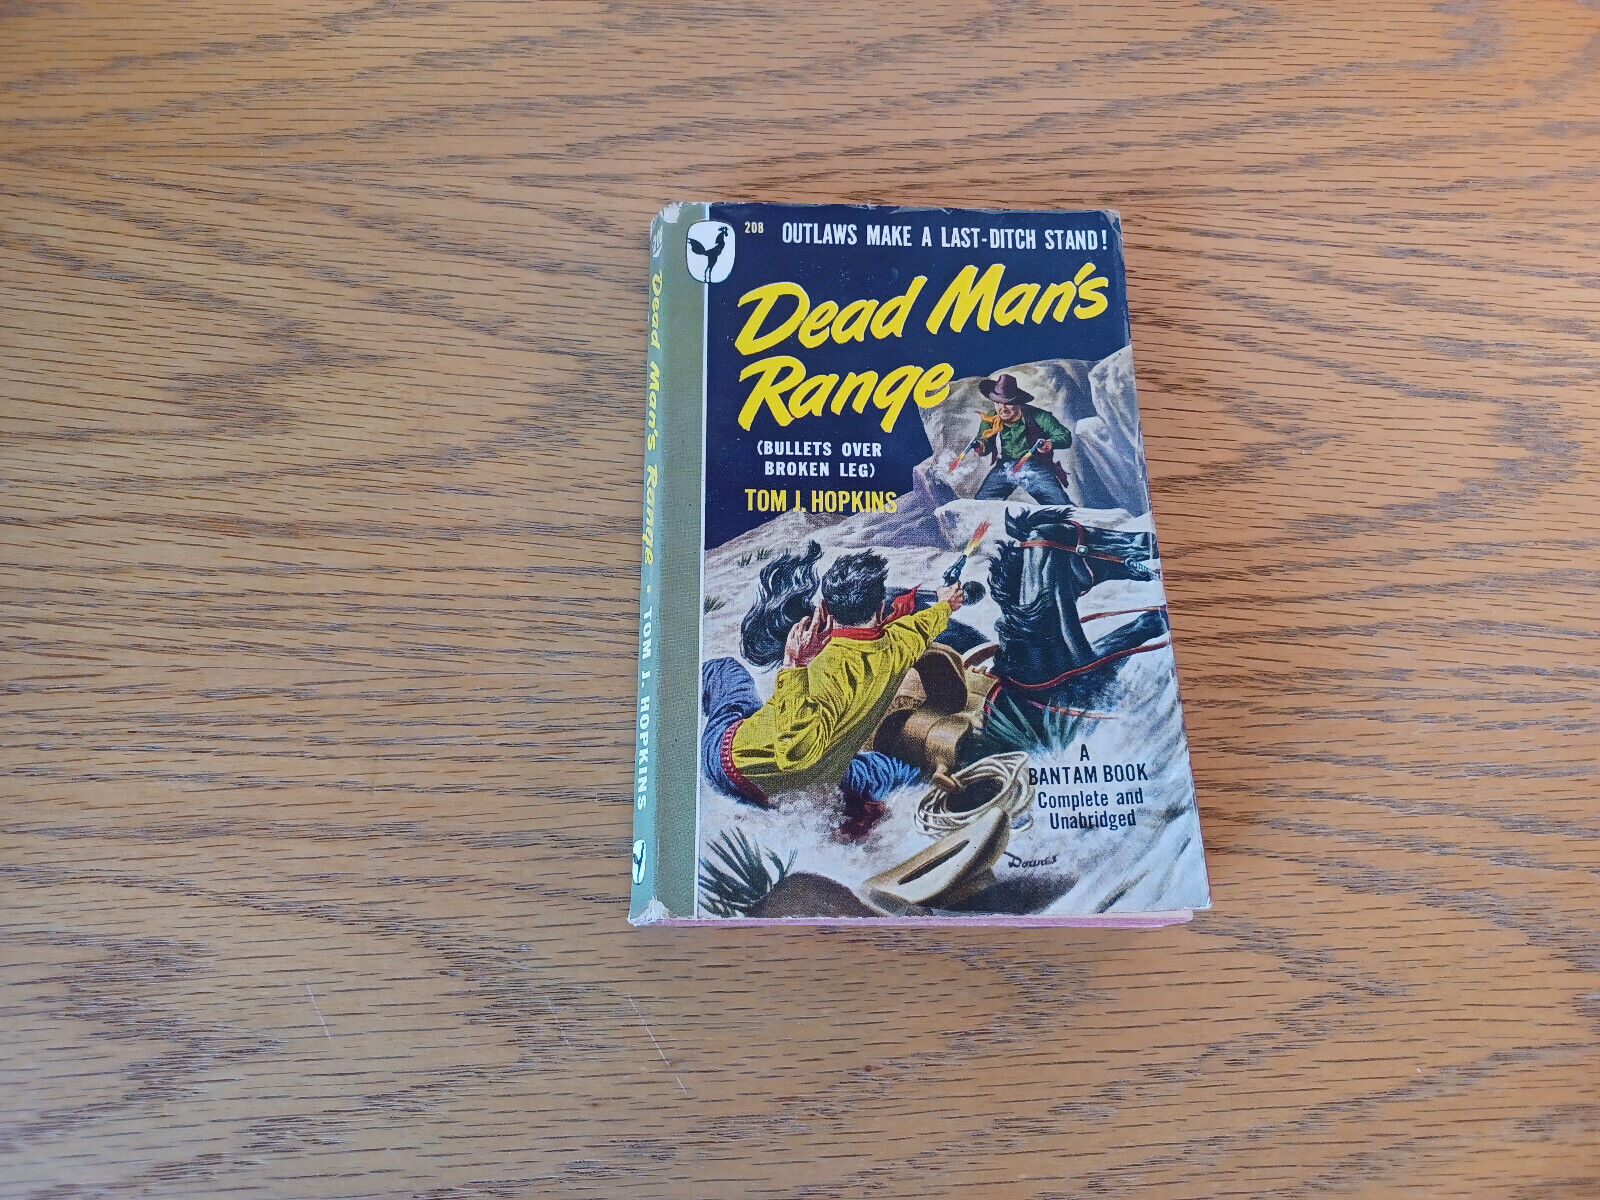 208 OUTLAWS MAKE A LAST-DITCH STAND!
Dead Man's
Range
(BULLETS OVER
BROKEN LEG)
TOM J. HOPKINS
A
BANTAM BOOK
Complete and
Unabridged
Downes
Dead Man's Range • TOM J. HOPKINS